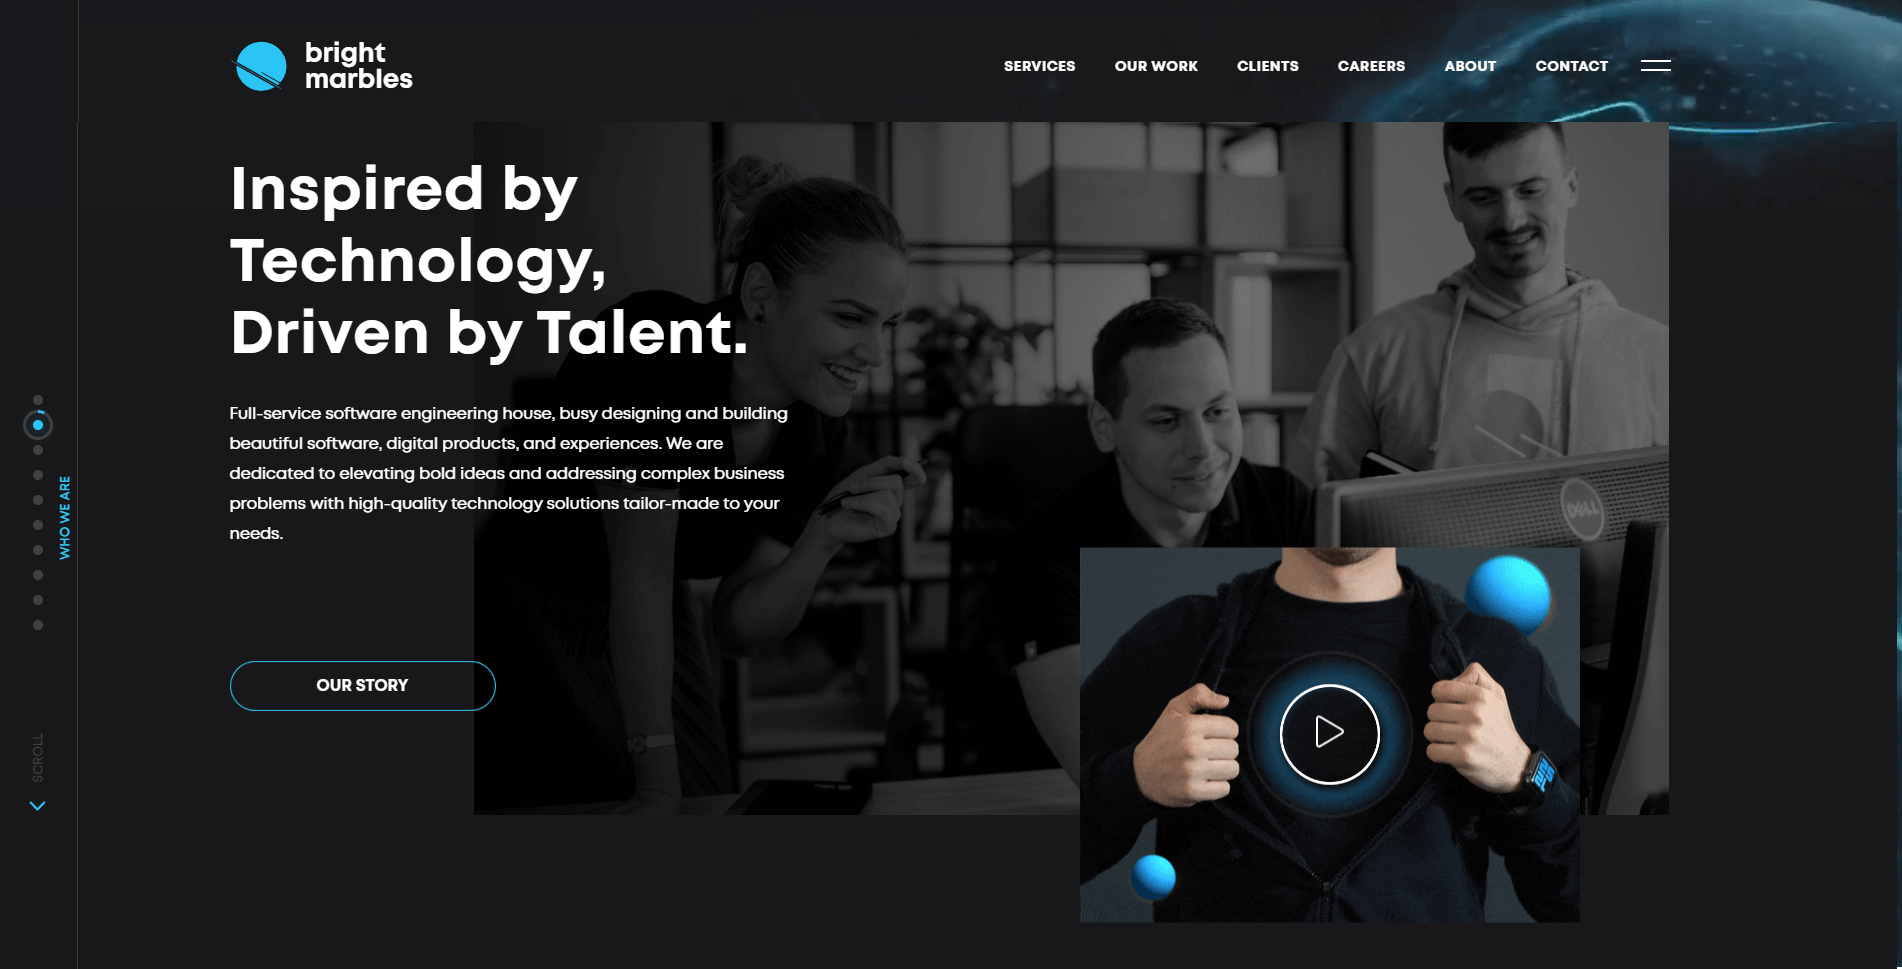 bright
marbles
SERVICES
OUR WORK
CLIENTS
CAREERS
ABOUT
CONTACT
Inspired by
Technology,
Driven by Talent.
Full-service software engineering house, busy designing and building
beautiful software, digital products, and experiences. We are
dedicated to elevating bold ideas and addressing complex business
problems with high-quality technology solutions tailor-made to your
needs.
OUR STORY
WHO WE ARE
SCROLL
DELL